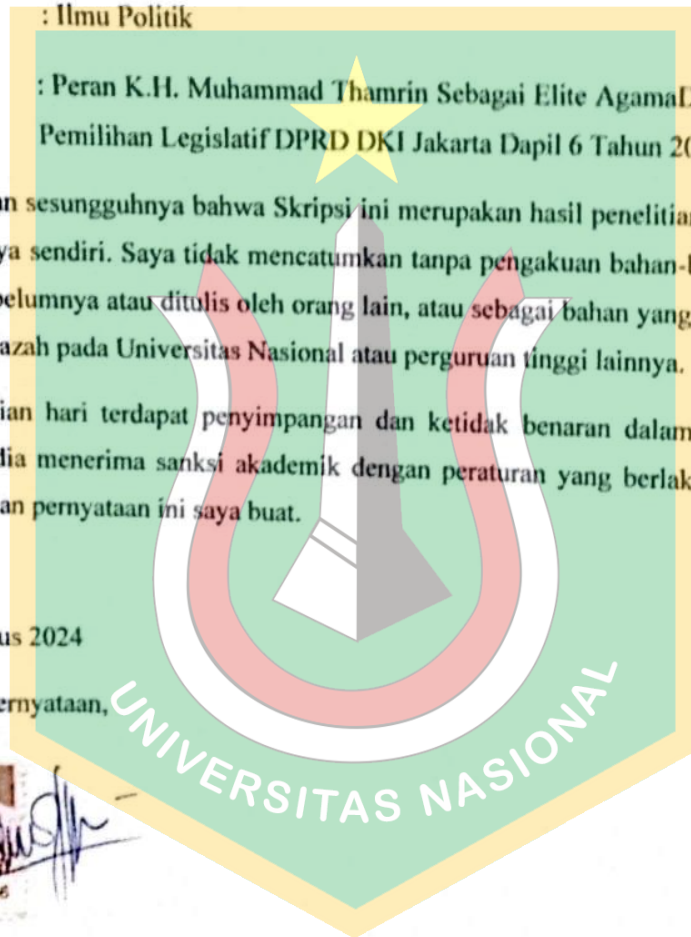 : Ilmu Politik
: Peran K.H. Muhammad Thamrin Sebagai Elite AgamaD
Pemilihan Legislatif DPRD DKI Jakarta Dapil 6 Tahun 20
an sesungguhnya bahwa Skripsi ini merupakan hasil penelitian
ya sendiri. Saya tidak mencatumkan tanpa pengakuan bahan-b
belumnya atau ditulis oleh orang lain, atau sebagai bahan yang
azah pada Universitas Nasional atau perguruan tinggi lainnya.
ian hari terdapat penyimpangan dan ketidak benaran dalam
dia menerima sanksi akademik dengan peraturan yang berlak
an pernyataan ini saya buat.
us 2024
ernyataan,
UNIVERSITAS NASIONAL